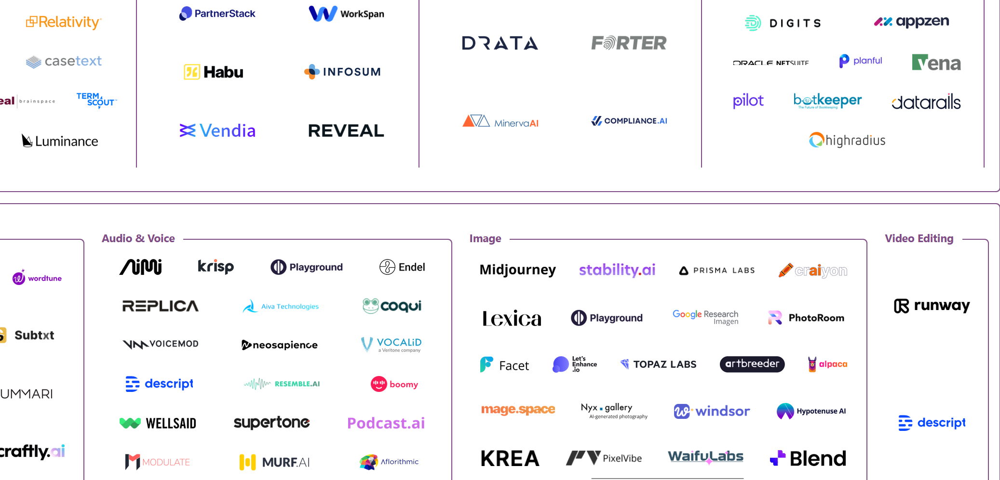 Relativity
casetext
eal | brainspace
TERM
SCOUT
Luminance
PartnerStack
WorkSpan
Habu
INFOSUM
Vendia
REVEAL
DRATA
FORTER
MinervaAI
COMPLIANCE.AI
DIGITS
appzen
ORACLE NETSUITE
planful
vena
pilot
botkeeper
The Future of Bookkeeping
datarails
highradius
wordtune
Subtxt
UMMARI
craftly.ai
Audio & Voice
AiMi
krisp
Playground
Endel
REPLICA
Aiva Technologies
coqui
VOICEMOD
neosapience
VOCALiD
a Veritone company
descript
RESEMBLE.AI
boomy
WELLSAID
supertone
Podcast.ai
MODULATE
MURF.AI
Aflorithmic
Image
Midjourney
stability.ai
PRISMA LABS
craiyon
Lexica
Playground
Google Research
Imagen
PhotoRoom
Facet
Let's
Enhance
.io
TOPAZ LABS
artbreeder
alpaca
mage.space
Nyx.gallery
AI-generated photography
windsor
Hypotenuse AI
KREA
PixelVibe
WaifuLabs
Blend
Video Editing
runway
descript